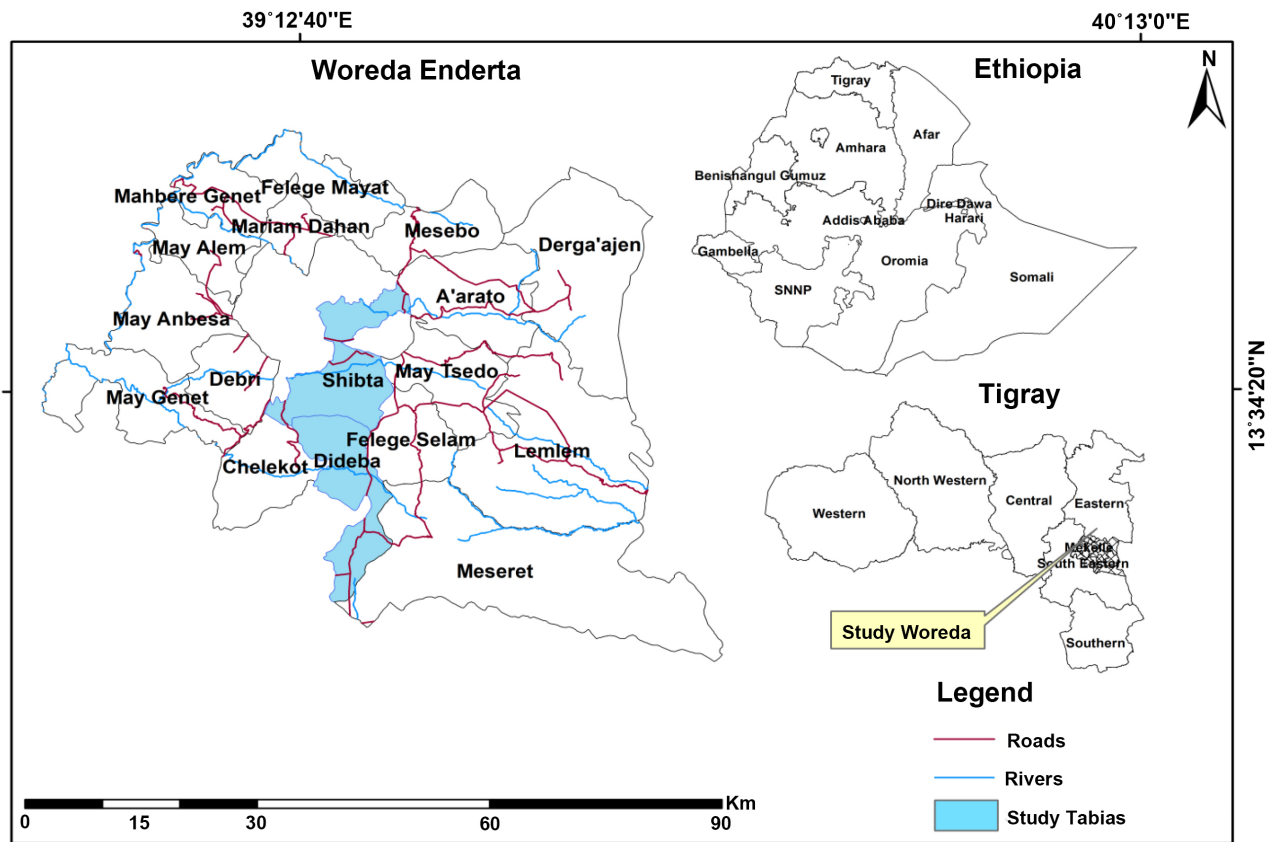 39°12'40"E
40°13'0"E
Woreda Enderta
Ethiopia
N
Tigray
Afar
Amhara
Benishangul Gumuz
Dire Dawa
Harari
Addis Ababa
Gambella
Oromia
Somali
SNNP
Mahbere Genet
Felege Mayat
Mariam Dahan
Mesebo
May Alem
Derga'ajen
A'arato
May Anbesa
Debri
Shibta
May Tsedo
May Genet
Felege Selam
Lemlem
Chelekot
Dideba
Meseret
13°34'20"N
Tigray
North Western
Western
Central
Eastern
Mekelle
South Eastern
Southern
Study Woreda
Legend
Roads
Rivers
Study Tabias
Km
0 15 30 60 90